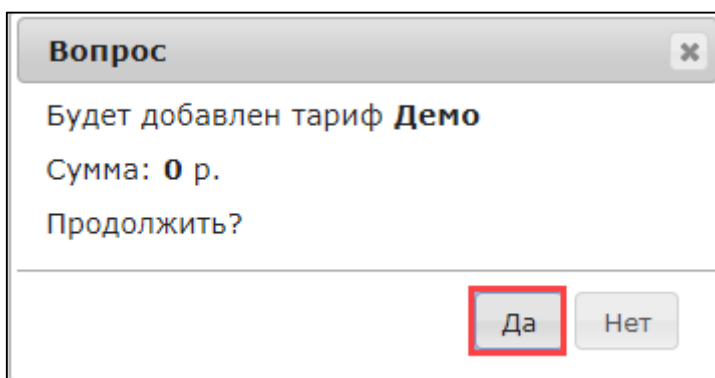 Вопрос
Будет добавлен тариф Демо
Сумма: 0 р.
Продолжить?
Да Нет